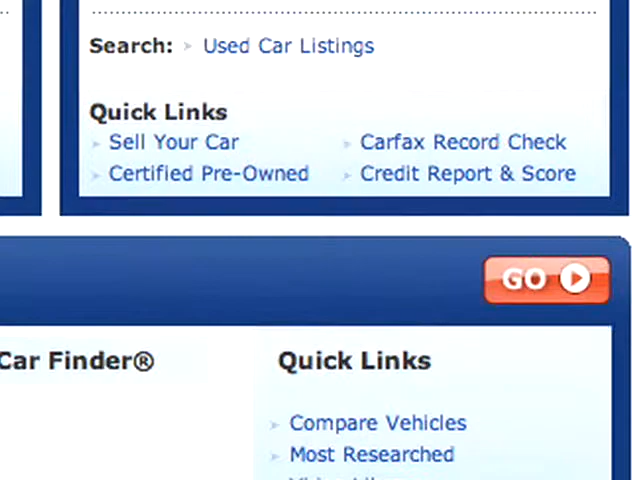 Search: Used Car Listings
Quick Links
Sell Your Car Carfax Record Check
Certified Pre-Owned Credit Report & Score
GO
Car Finder® Quick Links
Compare Vehicles
Most Researched